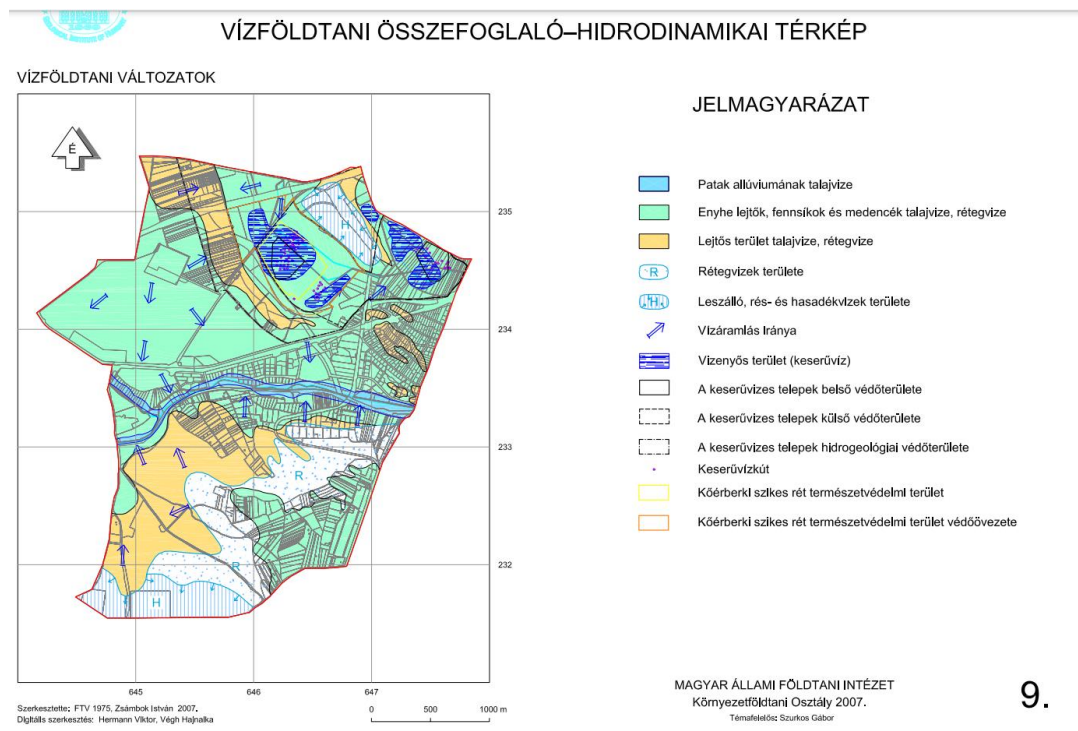 VÍZFÖLDTANI ÖSSZEFOGLALÓ–HIDRODINAMIKAI TÉRKÉP
VÍZFÖLDTANI VÁLTOZATOK
É
235
234
233
232
645
646
647
H
R
R
H
Szerkesztette: FTV 1975, Zsámbok István 2007.
Digitális szerkesztés: Hermann Viktor, Végh Hajnalka
0 500 1000 m
JELMAGYARÁZAT
Patak allúviumának talajvize
Enyhe lejtők, fennsíkok és medencék talajvize, rétegvize
Lejtős terület talajvize, rétegvize
R Rétegvizek területe
H Leszálló, rés- és hasadékvizek területe
Vízáramlás iránya
Vizenyős terület (keserűvíz)
A keserűvizes telepek belső védőterülete
A keserűvizes telepek külső védőterülete
A keserűvizes telepek hidrogeológiai védőterülete
Keserűvízkút
Kőérberki szikes rét természetvédelmi terület
Kőérberki szikes rét természetvédelmi terület védőövezete
MAGYAR ÁLLAMI FÖLDTANI INTÉZET
Környezetföldtani Osztály 2007.
Témafelelős: Szurkos Gábor
9.